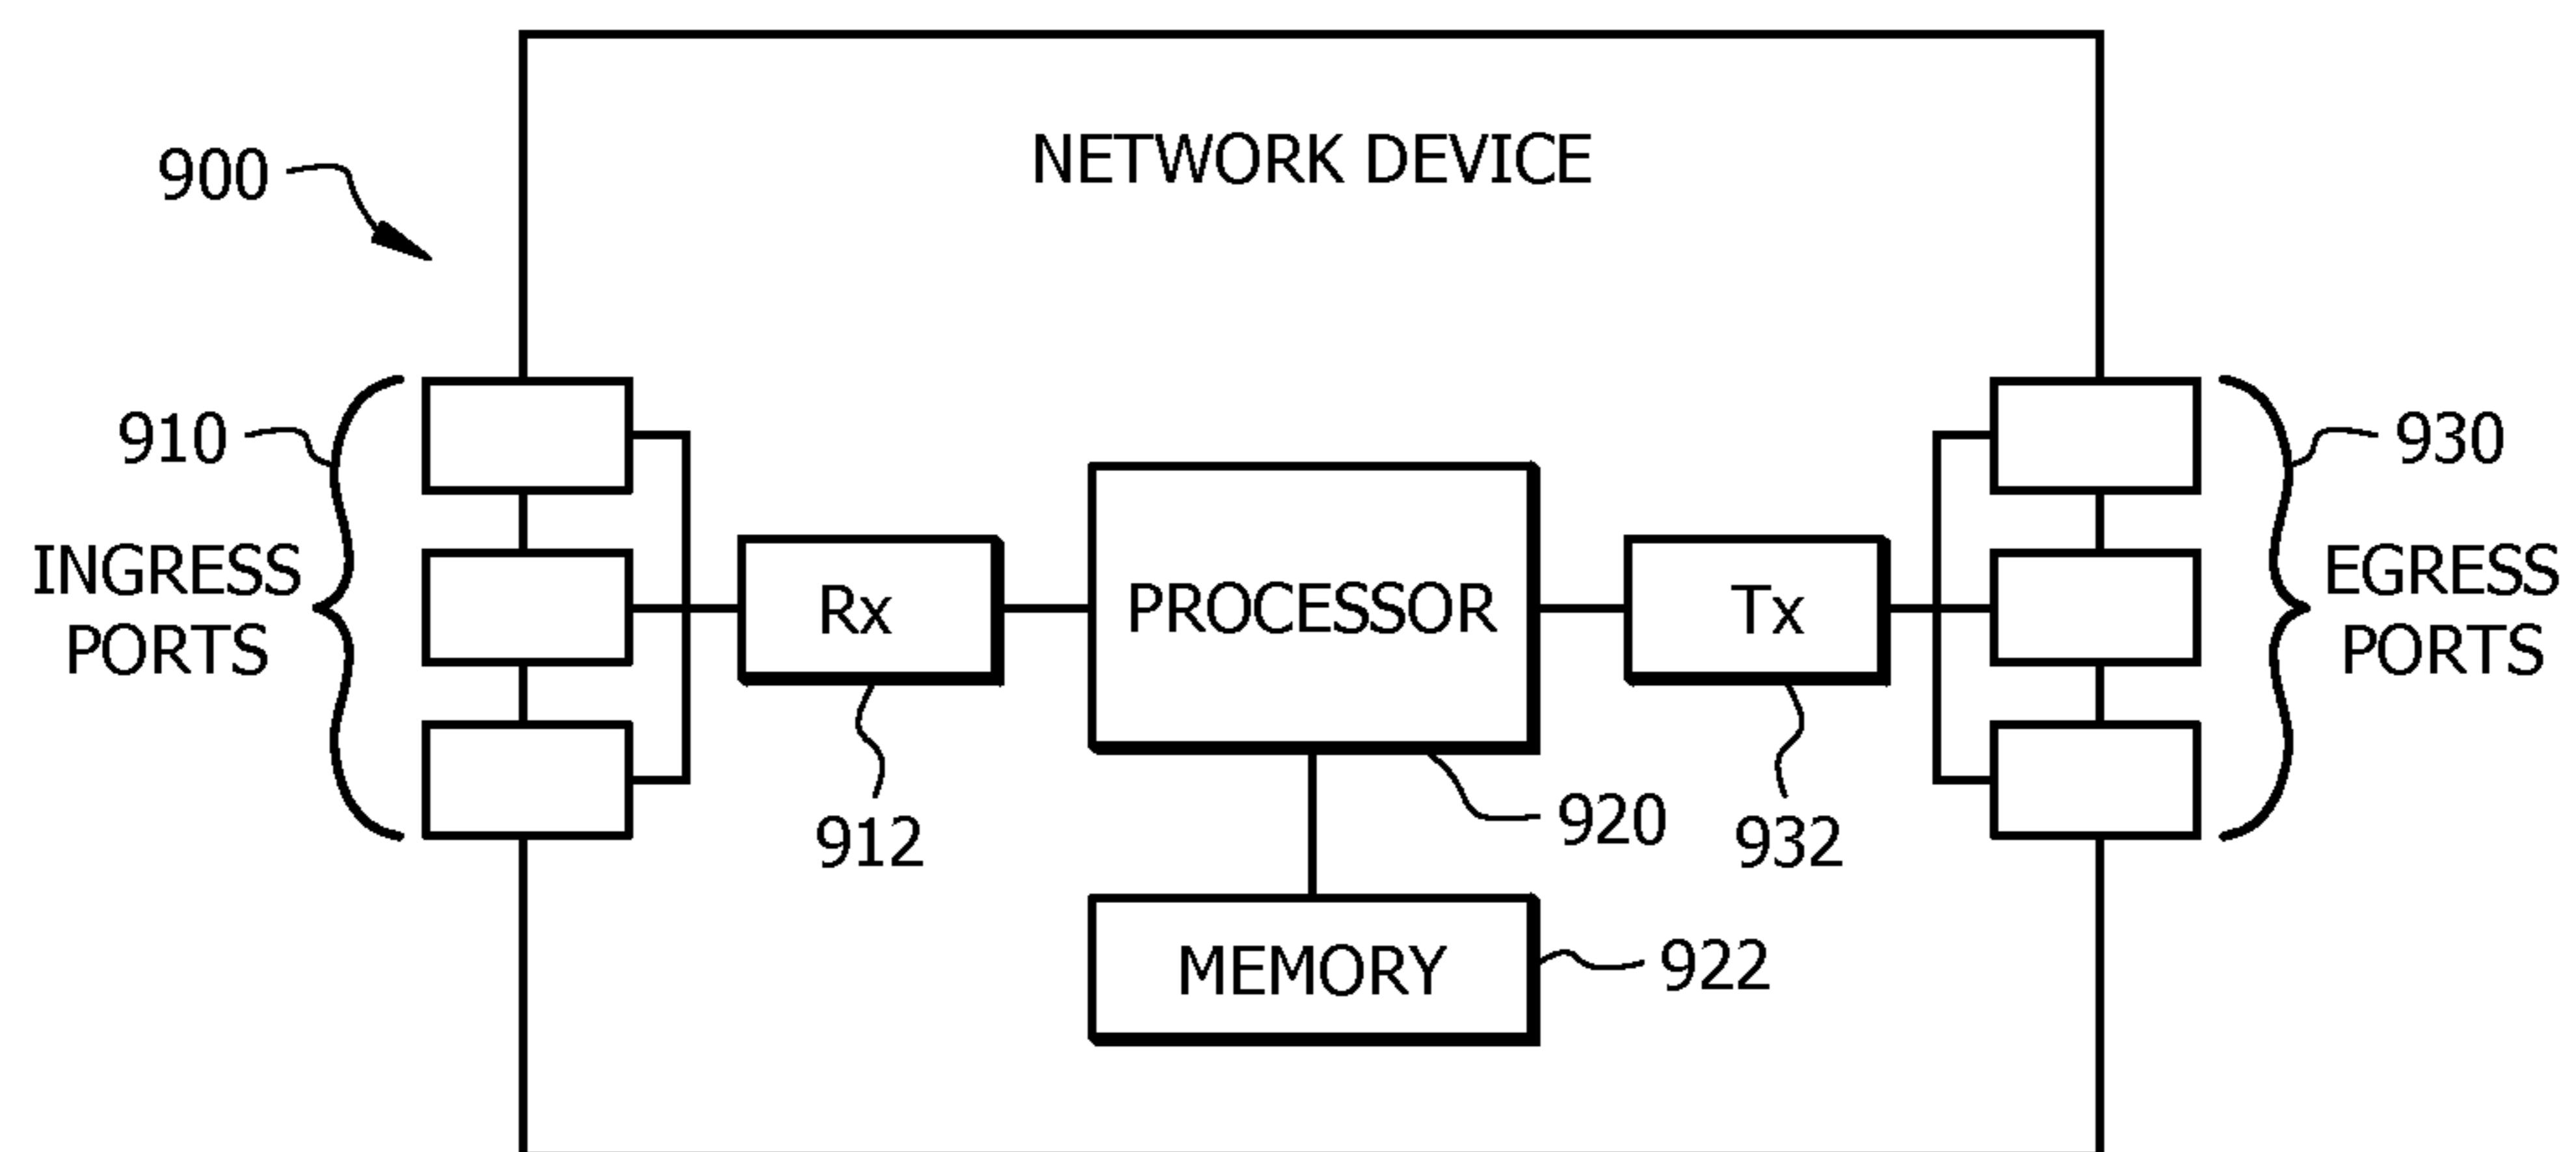 NETWORK DEVICE
900
910
930
INGRESS
PORTS
Rx
PROCESSOR
Tx
EGRESS
PORTS
912
920
932
MEMORY
922